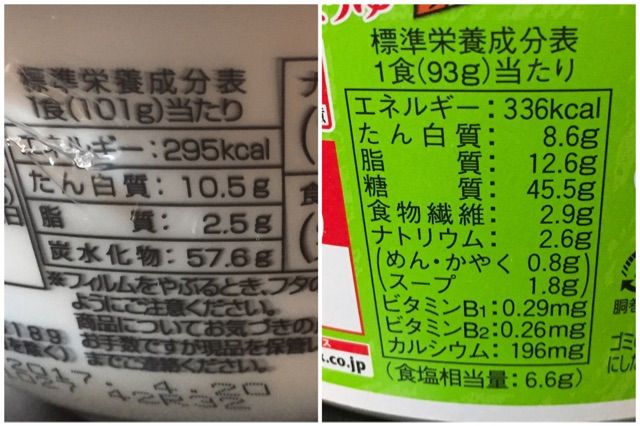 標準栄養成分表
1食(101g)当たり
エネルギー:295kcal
たん白質:10.5g
脂質:2.5g
炭水化物:57.6g
※フィルムをやぶるとき、フタの
ようにご注意ください。
商品についてお気づきの
お手数ですが現品を保管し
までご連絡ください。
2017. 4. 20
標準栄養成分表
1食(93g)当たり
エネルギー:336kcal
たん白質:8.6g
脂質:12.6g
糖質:45.5g
食物繊維:2.9g
ナトリウム:2.6g
(めん・かやく 0.8g)
(スープ 1.8g)
ビタミンB1:0.29mg
ビタミンB2:0.26mg
カルシウム:196mg
(食塩相当量:6.6g)
.co.jp
ゴミの
にした